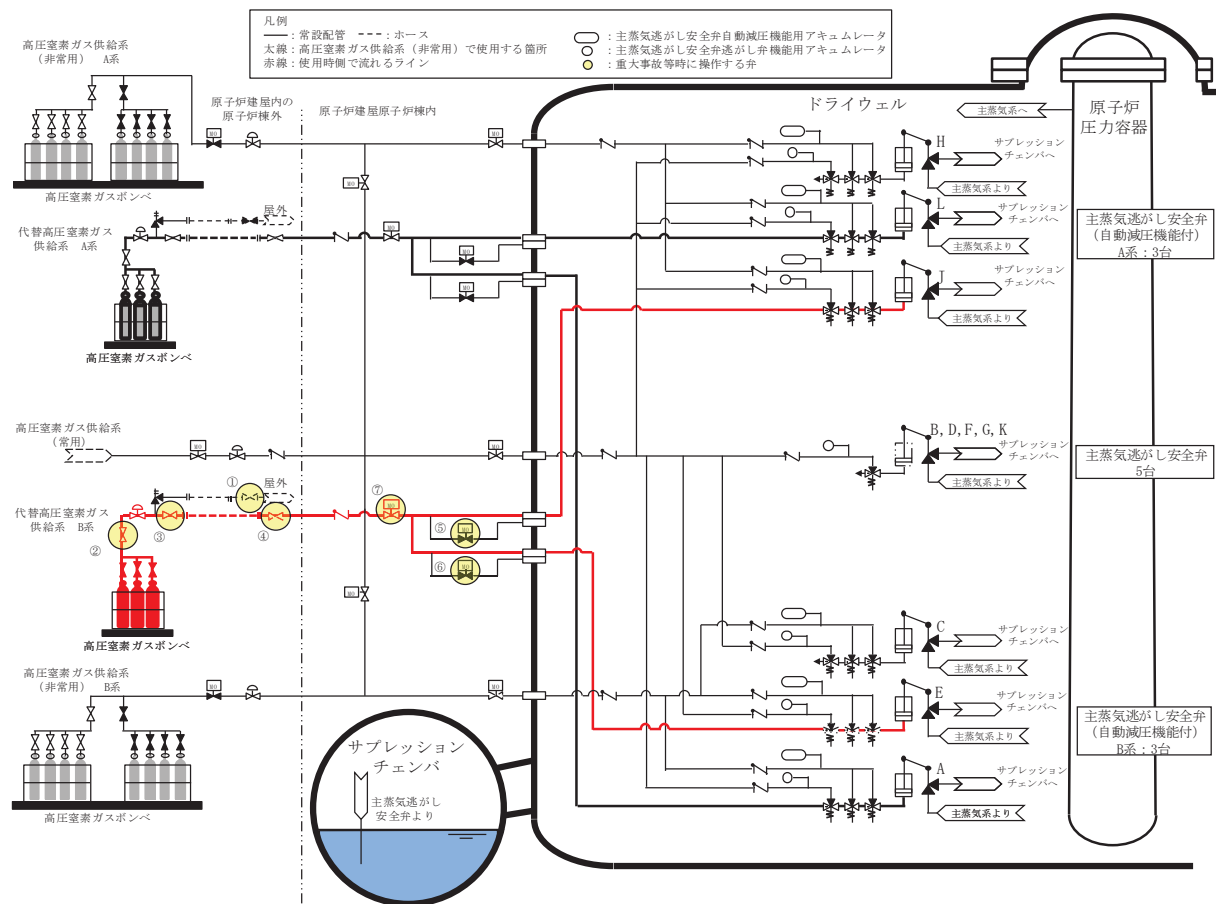 凡例
――：常設配管 ----：ホース
太線：高圧窒素ガス供給系（非常用）で使用する箇所
赤線：使用時側で流れるライン
：主蒸気逃がし安全弁自動減圧機能用アキュムレータ
：主蒸気逃がし安全弁逃がし弁機能用アキュムレータ
：重大事故等時に操作する弁
高圧窒素ガス供給系
（非常用） A系
原子炉建屋内の
原子炉棟外
原子炉建屋原子炉棟内
MO
MO
MO
高圧窒素ガスボンベ
代替高圧窒素ガス
供給系 A系
屋外
MO
MO
MO
高圧窒素ガスボンベ
高圧窒素ガス供給系
（常用）
MO
MO
代替高圧窒素ガス
供給系 B系
屋外
①
②
③
④
⑤
⑥
⑦
MO
MO
MO
MO
高圧窒素ガスボンベ
高圧窒素ガス供給系
（非常用） B系
MO
MO
高圧窒素ガスボンベ
サプレッション
チェンバ
主蒸気逃がし
安全弁より
ドライウェル
主蒸気系へ
原子炉
圧力容器
H
サプレッション
チェンバへ
主蒸気系より
L
サプレッション
チェンバへ
主蒸気系より
J
サプレッション
チェンバへ
主蒸気系より
主蒸気逃がし安全弁
（自動減圧機能付）
A系：3台
B, D, F, G, K
サプレッション
チェンバへ
主蒸気系より
主蒸気逃がし安全弁
5台
C
サプレッション
チェンバへ
主蒸気系より
E
サプレッション
チェンバへ
主蒸気系より
主蒸気逃がし安全弁
（自動減圧機能付）
B系：3台
A
サプレッション
チェンバへ
主蒸気系より